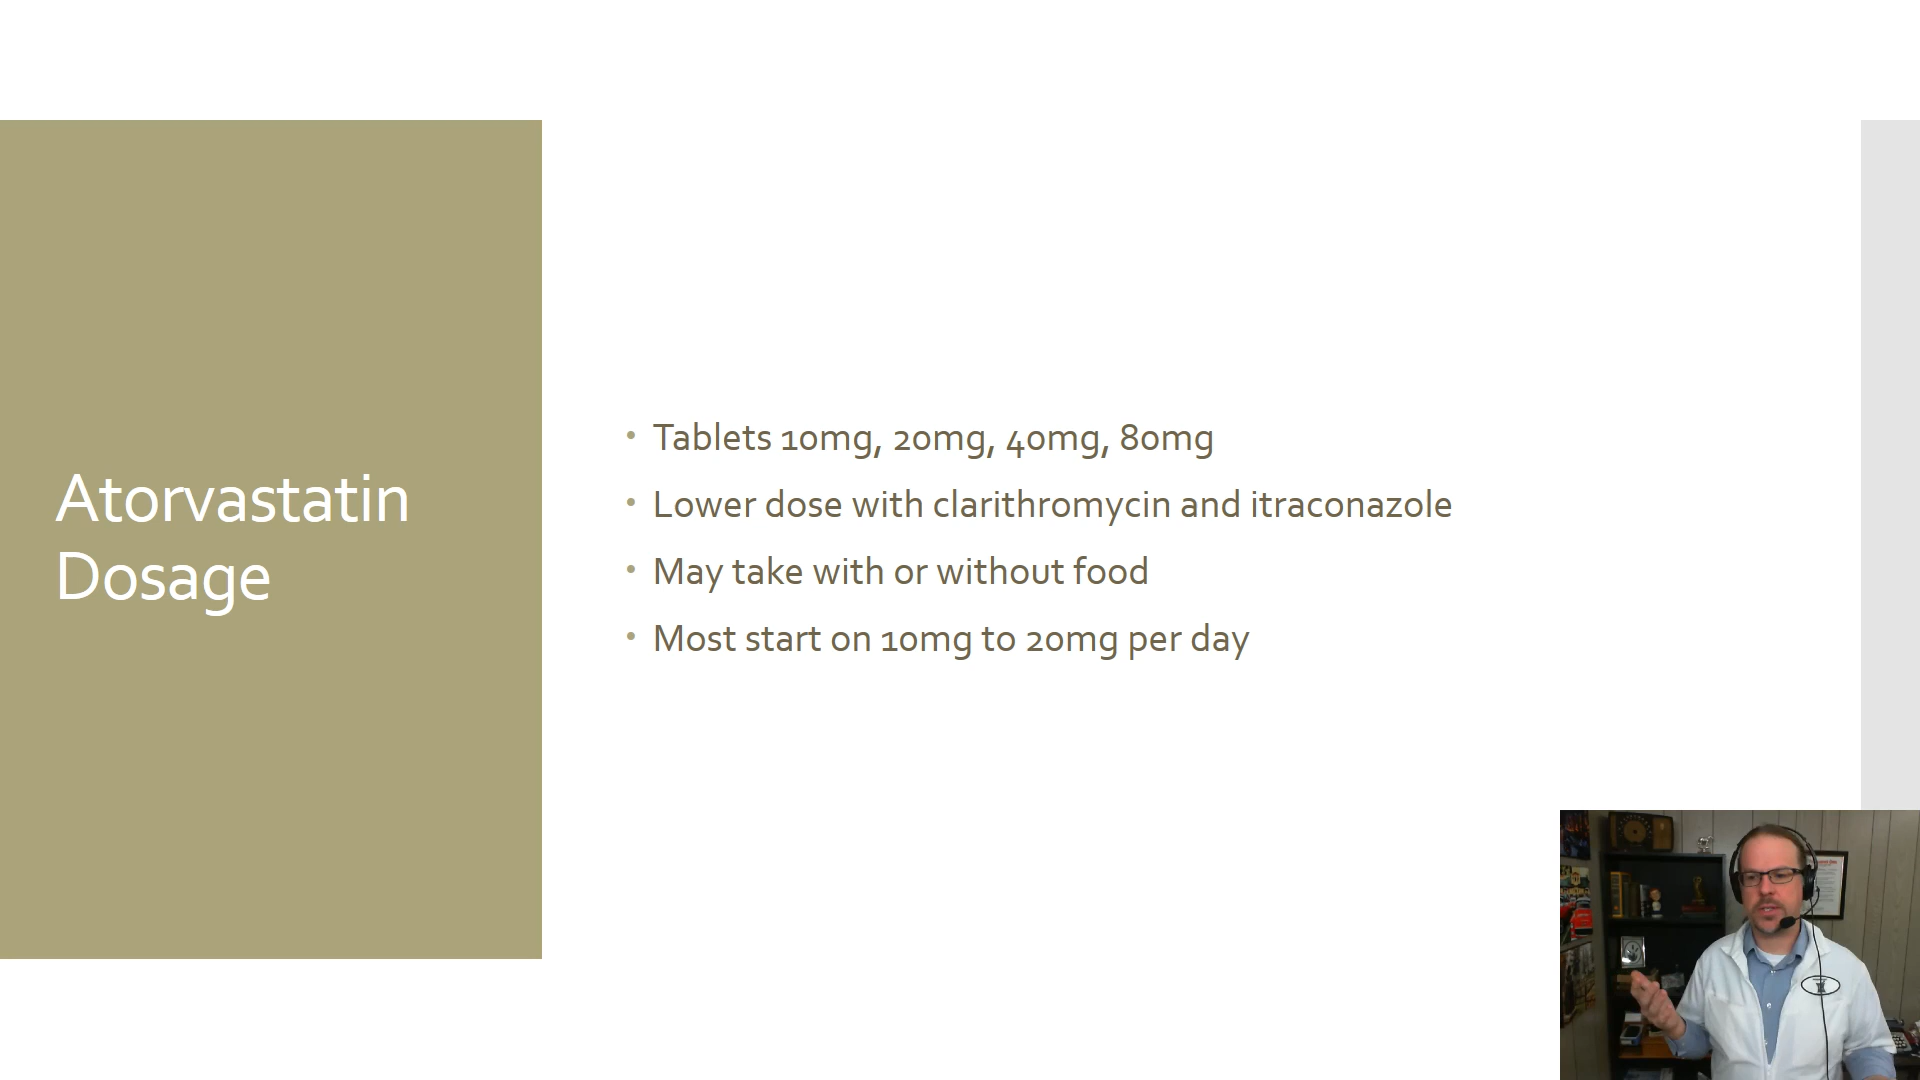 Atorvastatin
Dosage
• Tablets 10mg, 20mg, 40mg, 80mg
• Lower dose with clarithromycin and itraconazole
• May take with or without food
• Most start on 10mg to 20mg per day